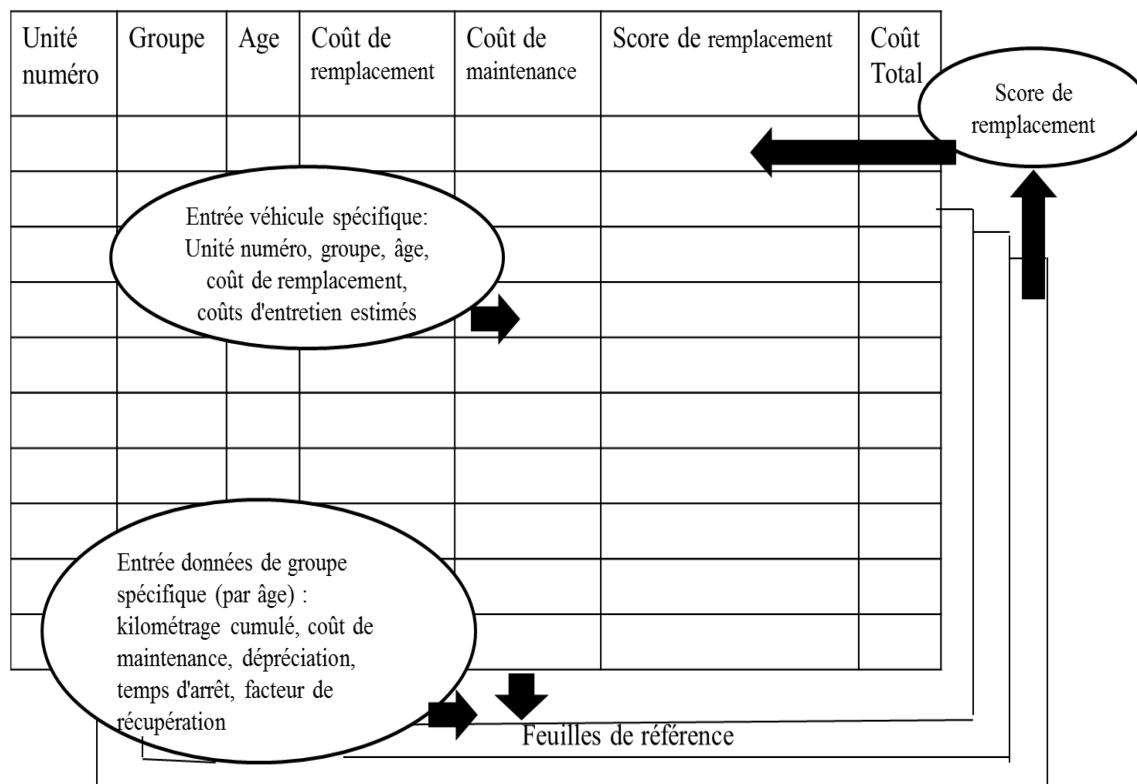 Unité
numéro
Groupe
Age
Coût de
remplacement
Coût de
maintenance
Score de remplacement
Coût
Total
Score de
remplacement
Entrée véhicule spécifique:
Unité numéro, groupe, âge,
coût de remplacement,
coûts d'entretien estimés
Entrée données de groupe
spécifique (par âge) :
kilométrage cumulé, coût de
maintenance, dépréciation,
temps d'arrêt, facteur de
récupération
Feuilles de référence